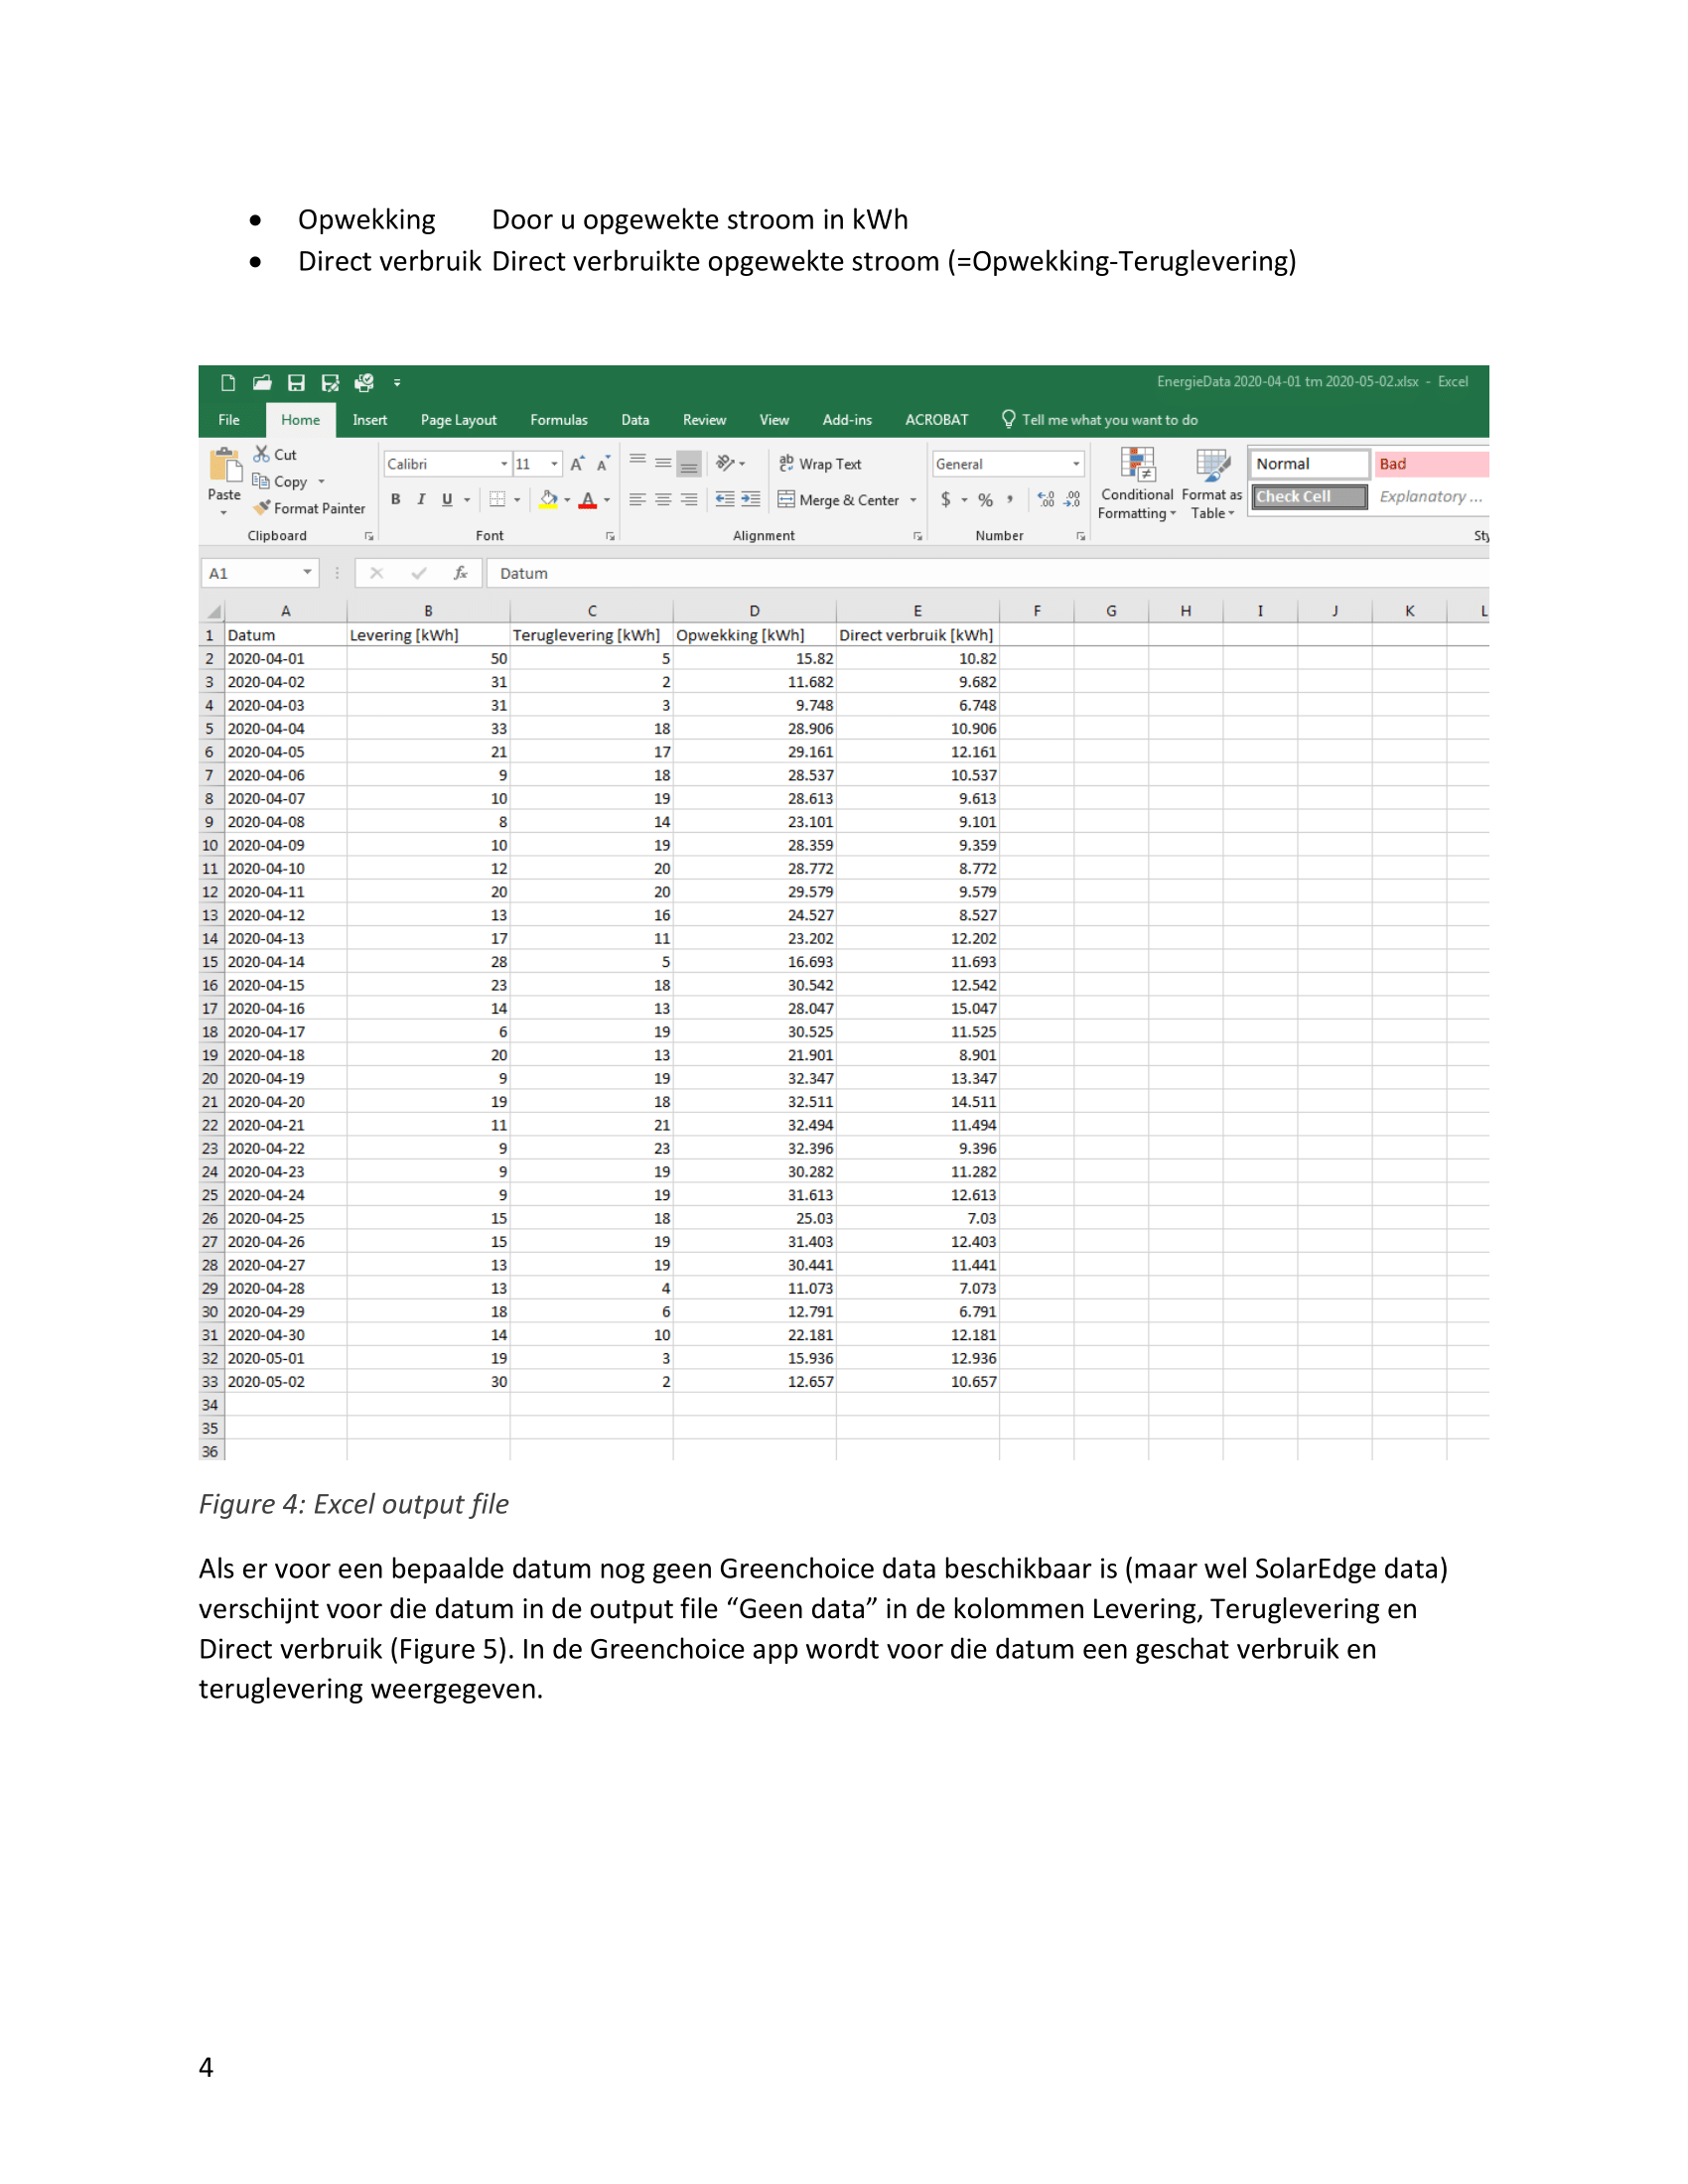 • Opwekking Door u opgewekte stroom in kWh
• Direct verbruik Direct verbruikte opgewekte stroom (=Opwekking-Teruglevering)
EnergieData 2020-04-01 tm 2020-05-02.xlsx - Excel
File Home Insert Page Layout Formulas Data Review View Add-ins ACROBAT Tell me what you want to do
Paste Cut Copy Format Painter
Calibri 11
B I U
Wrap Text
Merge & Center
General
$ % ,
Conditional Formatting Format as Table
Normal Bad
Check Cell Explanatory ...
Clipboard Font Alignment Number Sty
A1 fx Datum
A B C D E F G H I J K L
1 Datum Levering [kWh] Teruglevering [kWh] Opwekking [kWh] Direct verbruik [kWh]
2 2020-04-01 50 5 15.82 10.82
3 2020-04-02 31 2 11.682 9.682
4 2020-04-03 31 3 9.748 6.748
5 2020-04-04 33 18 28.906 10.906
6 2020-04-05 21 17 29.161 12.161
7 2020-04-06 9 18 28.537 10.537
8 2020-04-07 10 19 28.613 9.613
9 2020-04-08 8 14 23.101 9.101
10 2020-04-09 10 19 28.359 9.359
11 2020-04-10 12 20 28.772 8.772
12 2020-04-11 20 20 29.579 9.579
13 2020-04-12 13 16 24.527 8.527
14 2020-04-13 17 11 23.202 12.202
15 2020-04-14 28 5 16.693 11.693
16 2020-04-15 23 18 30.542 12.542
17 2020-04-16 14 13 28.047 15.047
18 2020-04-17 6 19 30.525 11.525
19 2020-04-18 20 13 21.901 8.901
20 2020-04-19 9 19 32.347 13.347
21 2020-04-20 19 18 32.511 14.511
22 2020-04-21 11 21 32.494 11.494
23 2020-04-22 9 23 32.396 9.396
24 2020-04-23 9 19 30.282 11.282
25 2020-04-24 9 19 31.613 12.613
26 2020-04-25 15 18 25.03 7.03
27 2020-04-26 15 19 31.403 12.403
28 2020-04-27 13 19 30.441 11.441
29 2020-04-28 13 4 11.073 7.073
30 2020-04-29 18 6 12.791 6.791
31 2020-04-30 14 10 22.181 12.181
32 2020-05-01 19 3 15.936 12.936
33 2020-05-02 30 2 12.657 10.657
34
35
36
Figure 4: Excel output file
Als er voor een bepaalde datum nog geen Greenchoice data beschikbaar is (maar wel SolarEdge data)
verschijnt voor die datum in de output file “Geen data” in de kolommen Levering, Teruglevering en
Direct verbruik (Figure 5). In de Greenchoice app wordt voor die datum een geschat verbruik en
teruglevering weergegeven.
4